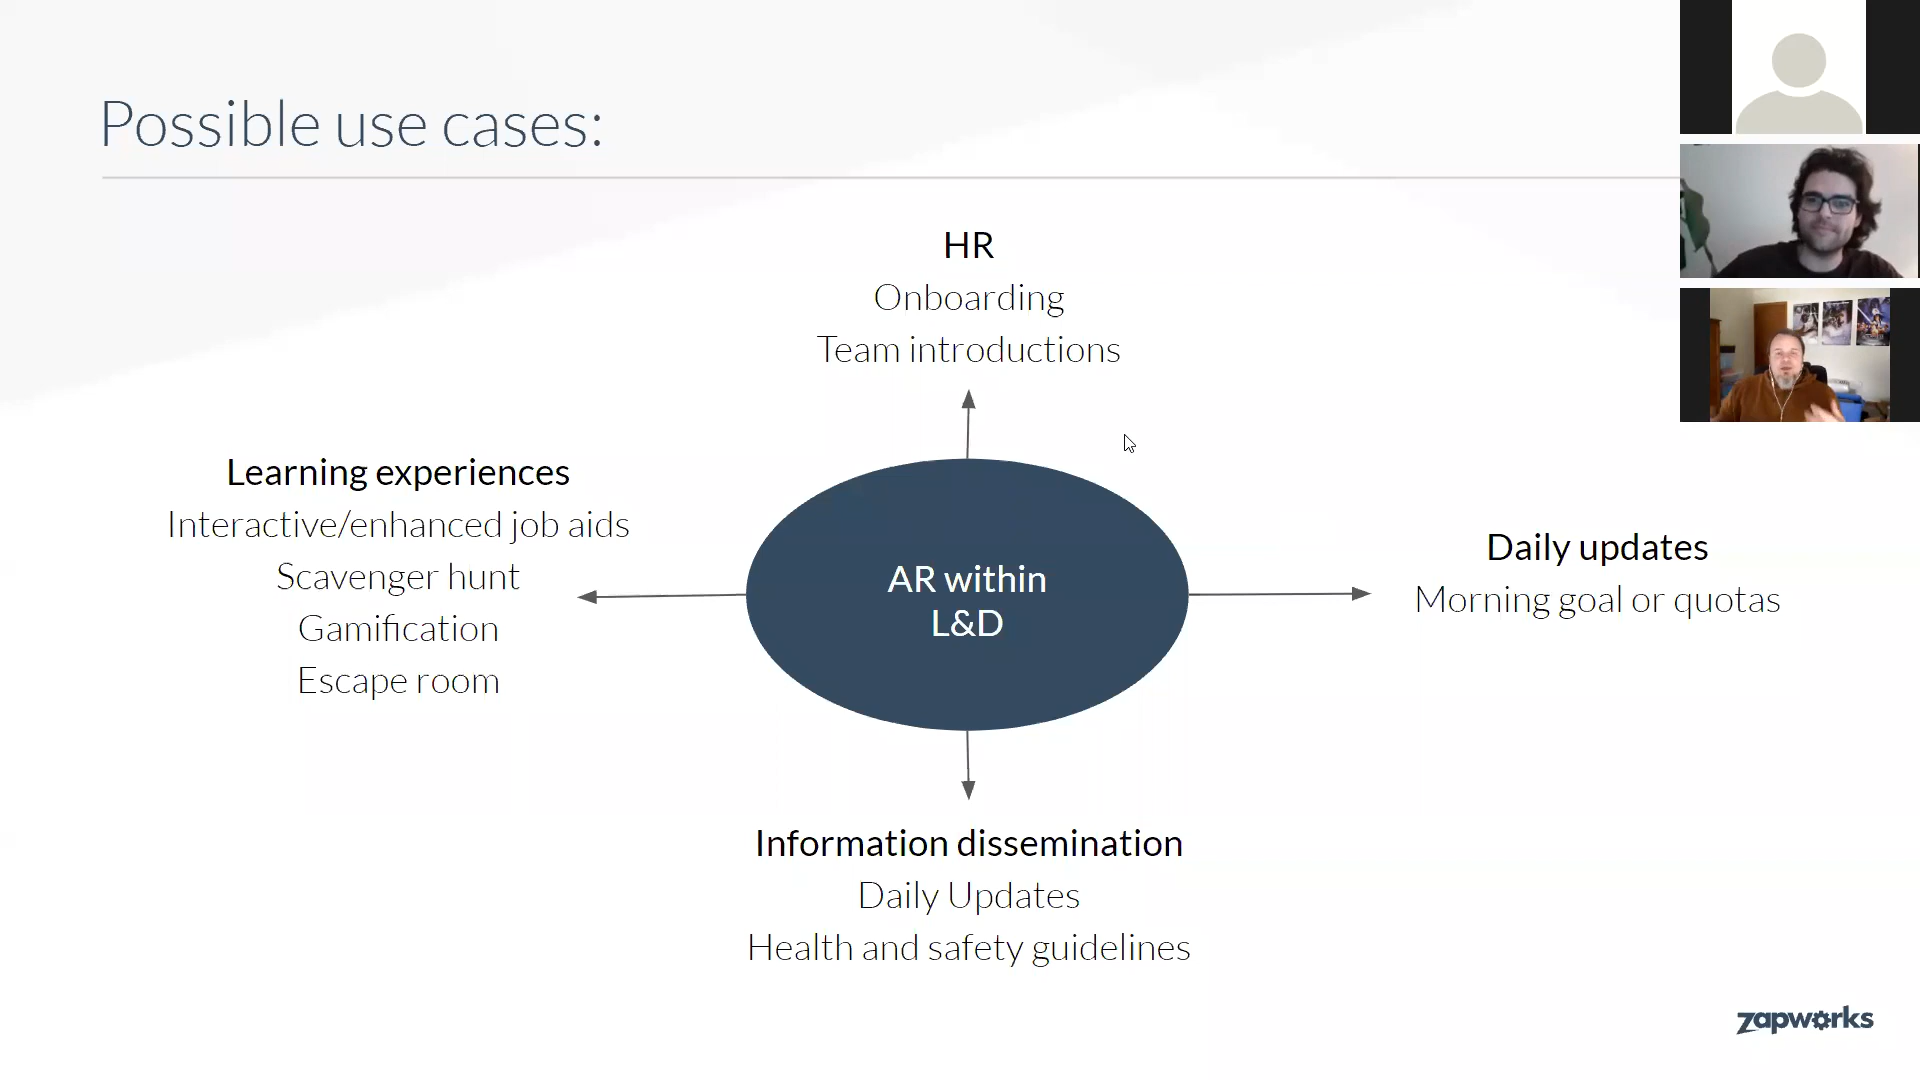 Possible use cases:
HR
Onboarding
Team introductions
Learning experiences
Interactive/enhanced job aids
Scavenger hunt
Gamification
Escape room
AR within
L&D
Daily updates
Morning goal or quotas
Information dissemination
Daily Updates
Health and safety guidelines
zapworks